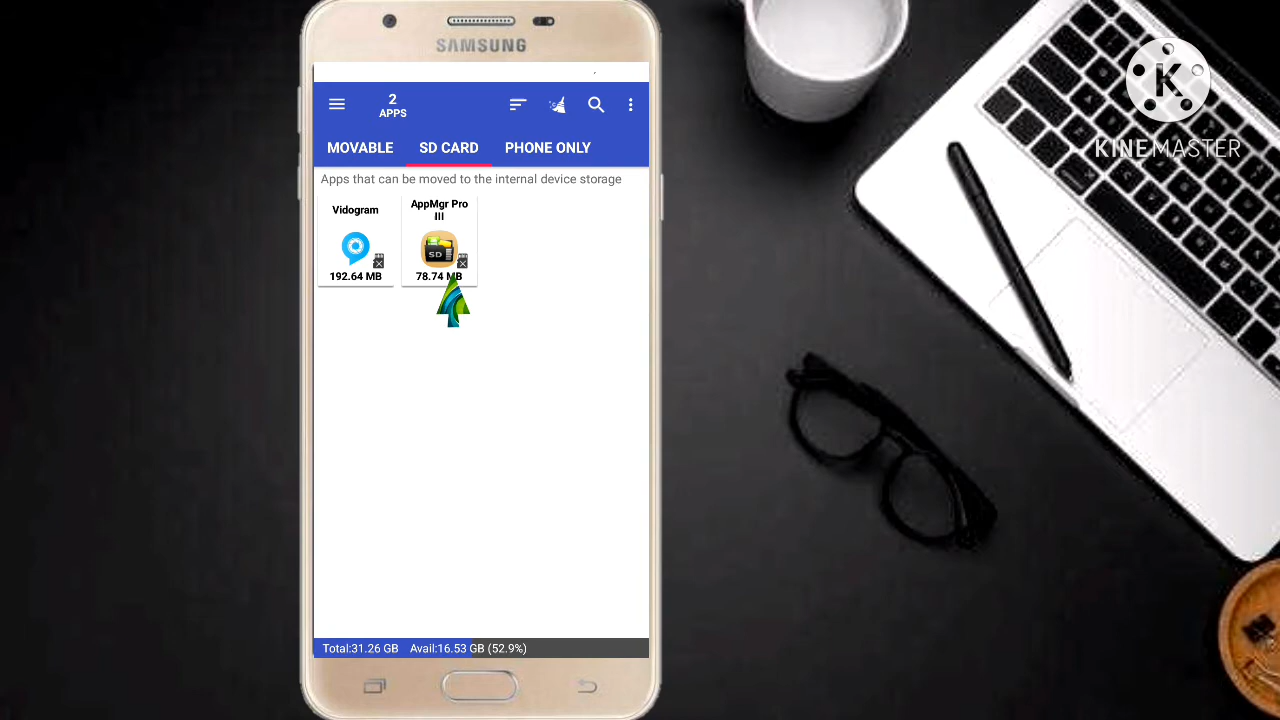 SAMSUNG
2
APPS
MOVABLE SD CARD PHONE ONLY
Apps that can be moved to the internal device storage
Vidogram
AppMgr Pro
III
SD
192.64 MB 78.74 MB
Total:31.26 GB Avail:16.53 GB (52.9%)
K
KINEMASTER